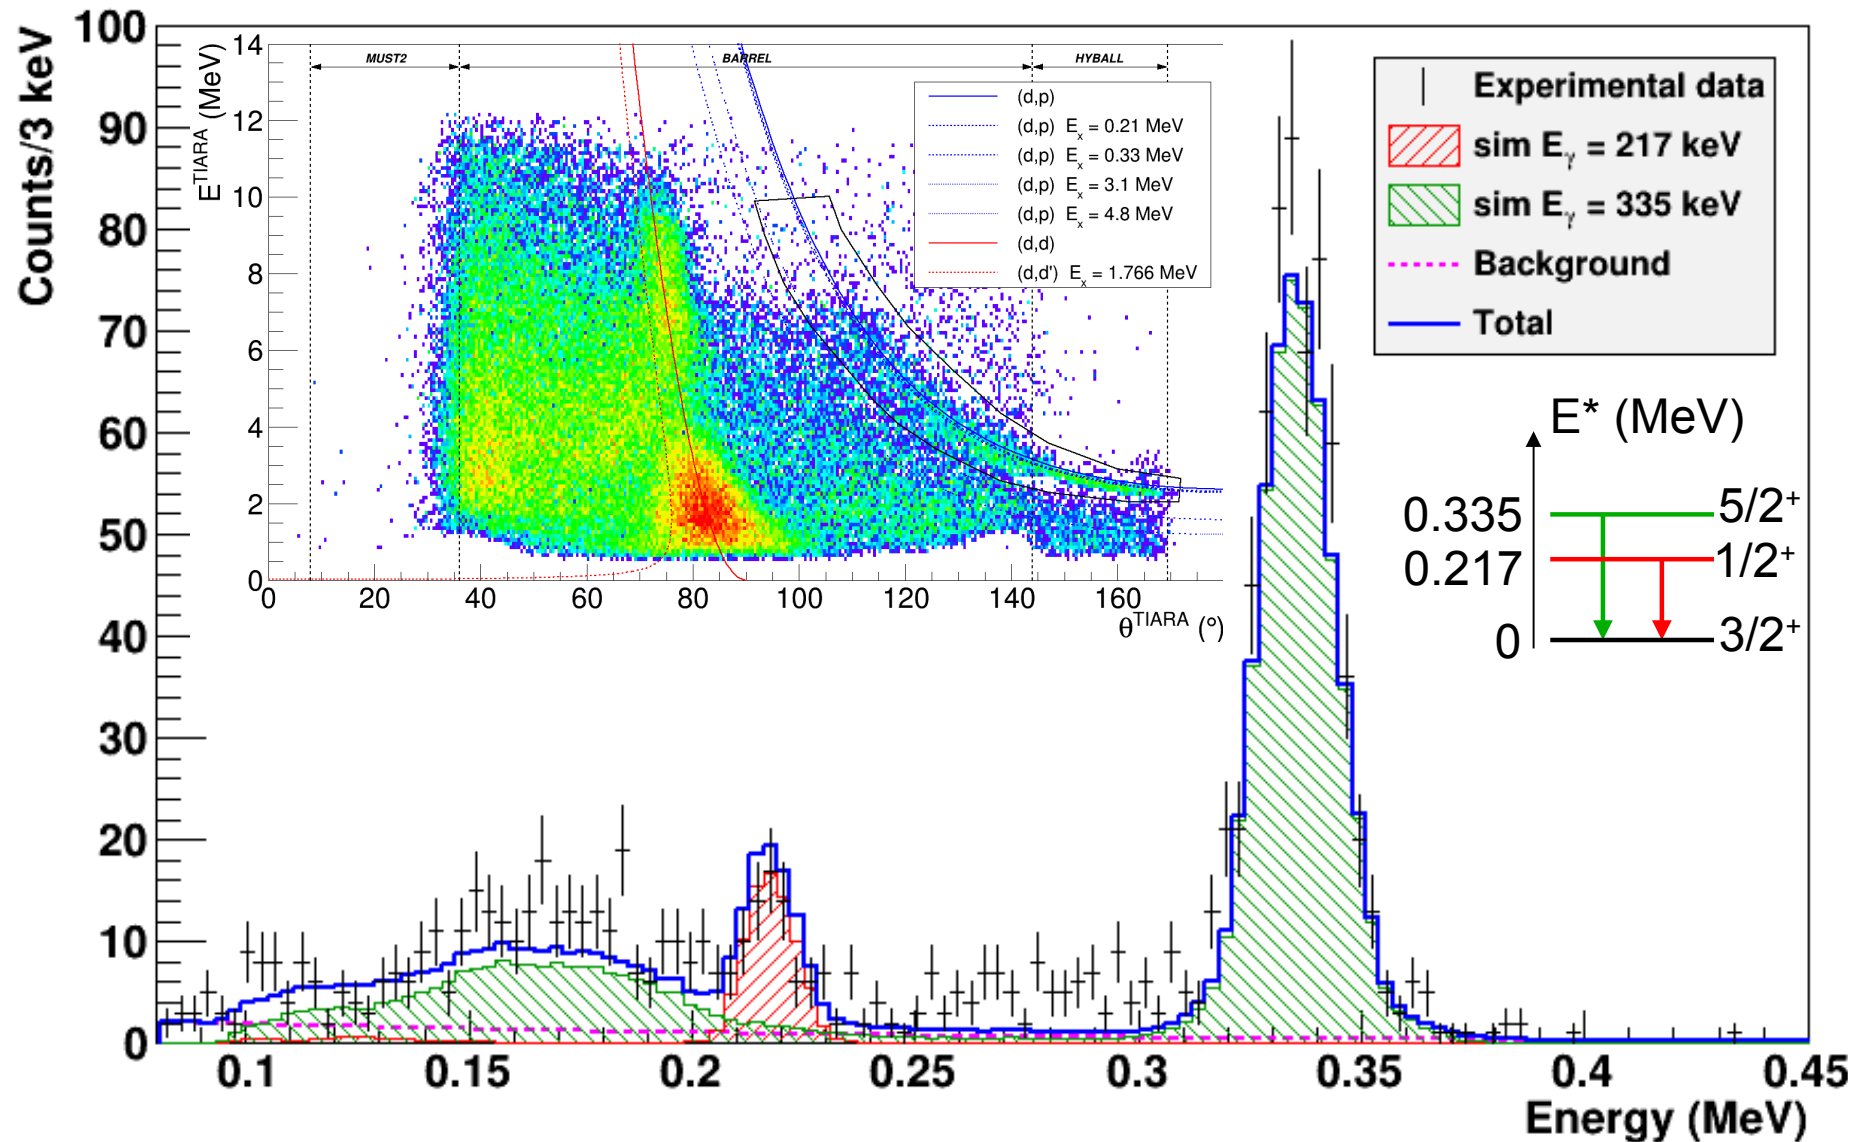 Counts/3 keV
100
90
80
70
60
50
40
30
20
10
0
0.1 0.15 0.2 0.25 0.3 0.35 0.4 0.45
Energy (MeV)
E^TIARA (MeV)
14
12
10
8
6
4
2
0
0 20 40 60 80 100 120 140 160
θ^TIARA (°)
MUST2 BARREL HYBALL
(d,p)
(d,p) E_x = 0.21 MeV
(d,p) E_x = 0.33 MeV
(d,p) E_x = 3.1 MeV
(d,p) E_x = 4.8 MeV
(d,d)
(d,d') E_x = 1.766 MeV
Experimental data
sim E_γ = 217 keV
sim E_γ = 335 keV
Background
Total
E* (MeV)
0.335 5/2⁺
0.217 1/2⁺
0 3/2⁺